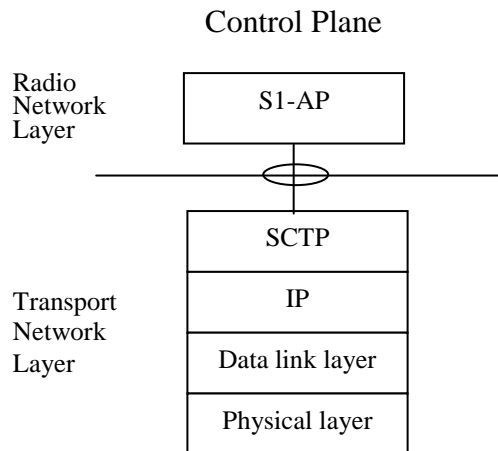 Control Plane
Radio
Network
Layer
S1-AP
SCTP
IP
Transport
Network
Layer
Data link layer
Physical layer